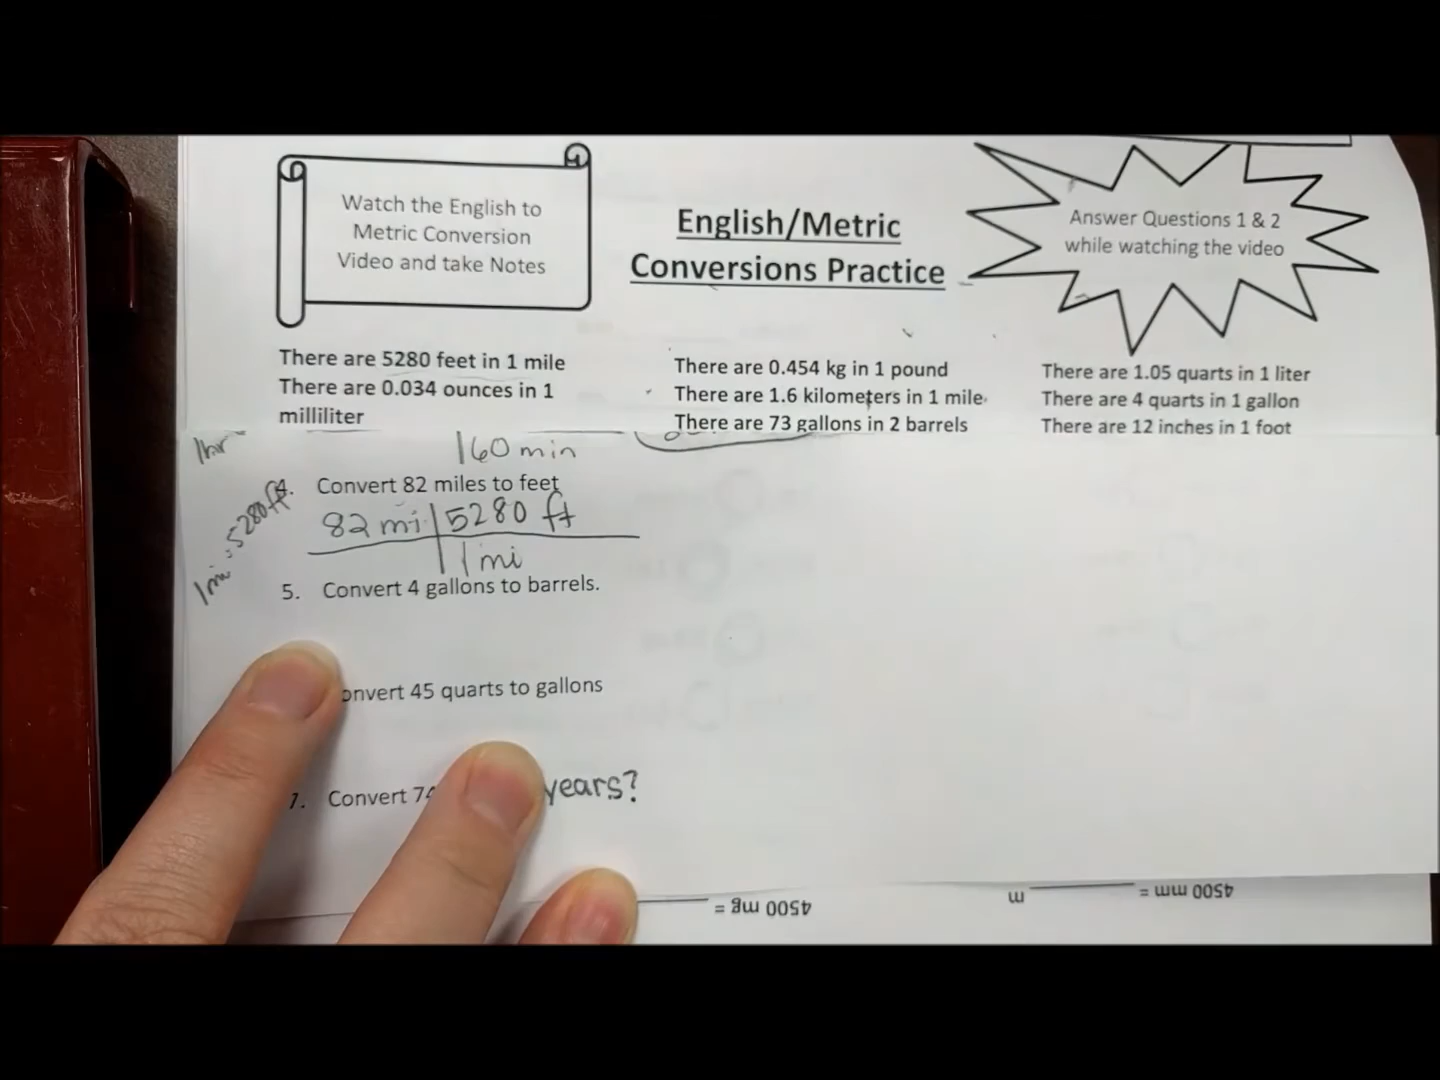 Watch the English to
Metric Conversion
Video and take Notes
English/Metric
Conversions Practice
Answer Questions 1 & 2
while watching the video
There are 5280 feet in 1 mile
There are 0.034 ounces in 1
milliliter
There are 0.454 kg in 1 pound
There are 1.6 kilometers in 1 mile
There are 73 gallons in 2 barrels
There are 1.05 quarts in 1 liter
There are 4 quarts in 1 gallon
There are 12 inches in 1 foot
1hr
60 min
4. Convert 82 miles to feet
82 mi 5280 ft
1 mi
1 mi = 5280 ft
5. Convert 4 gallons to barrels.
onvert 45 quarts to gallons
7. Convert 74 years?
4500 mg =
4500 mm = m